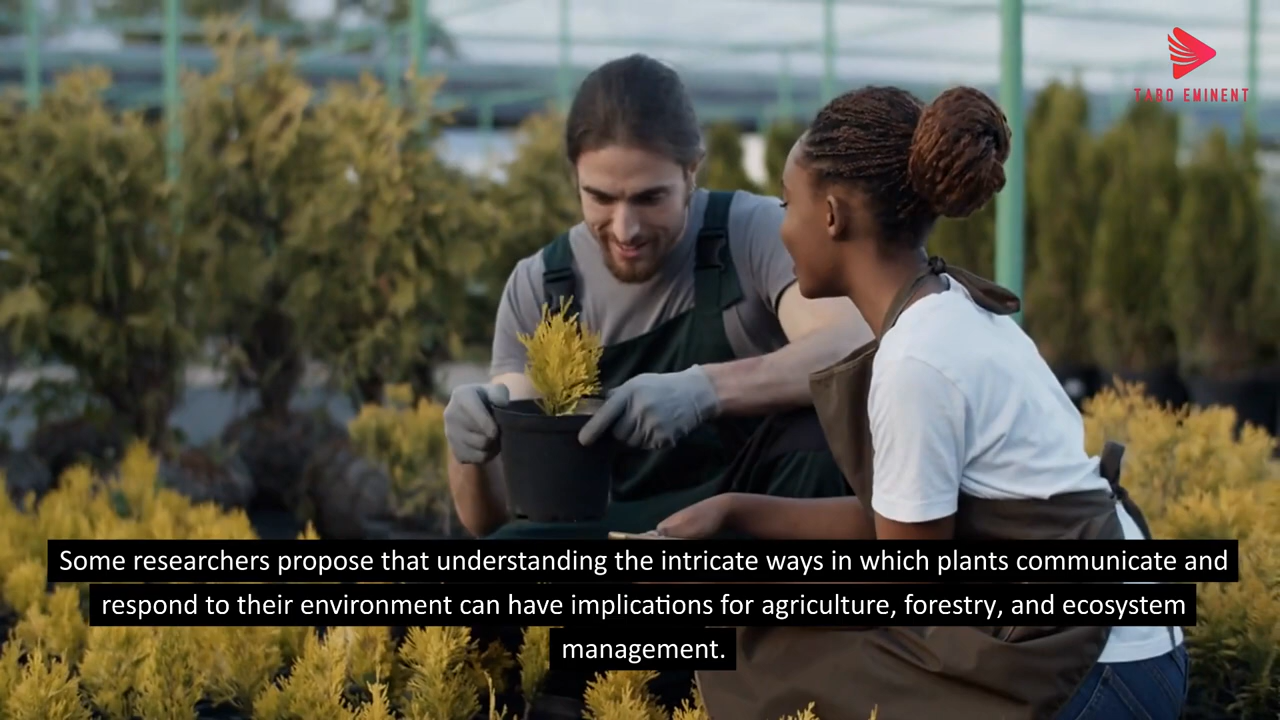 TABO EMINENT
Some researchers propose that understanding the intricate ways in which plants communicate and
respond to their environment can have implications for agriculture, forestry, and ecosystem
management.